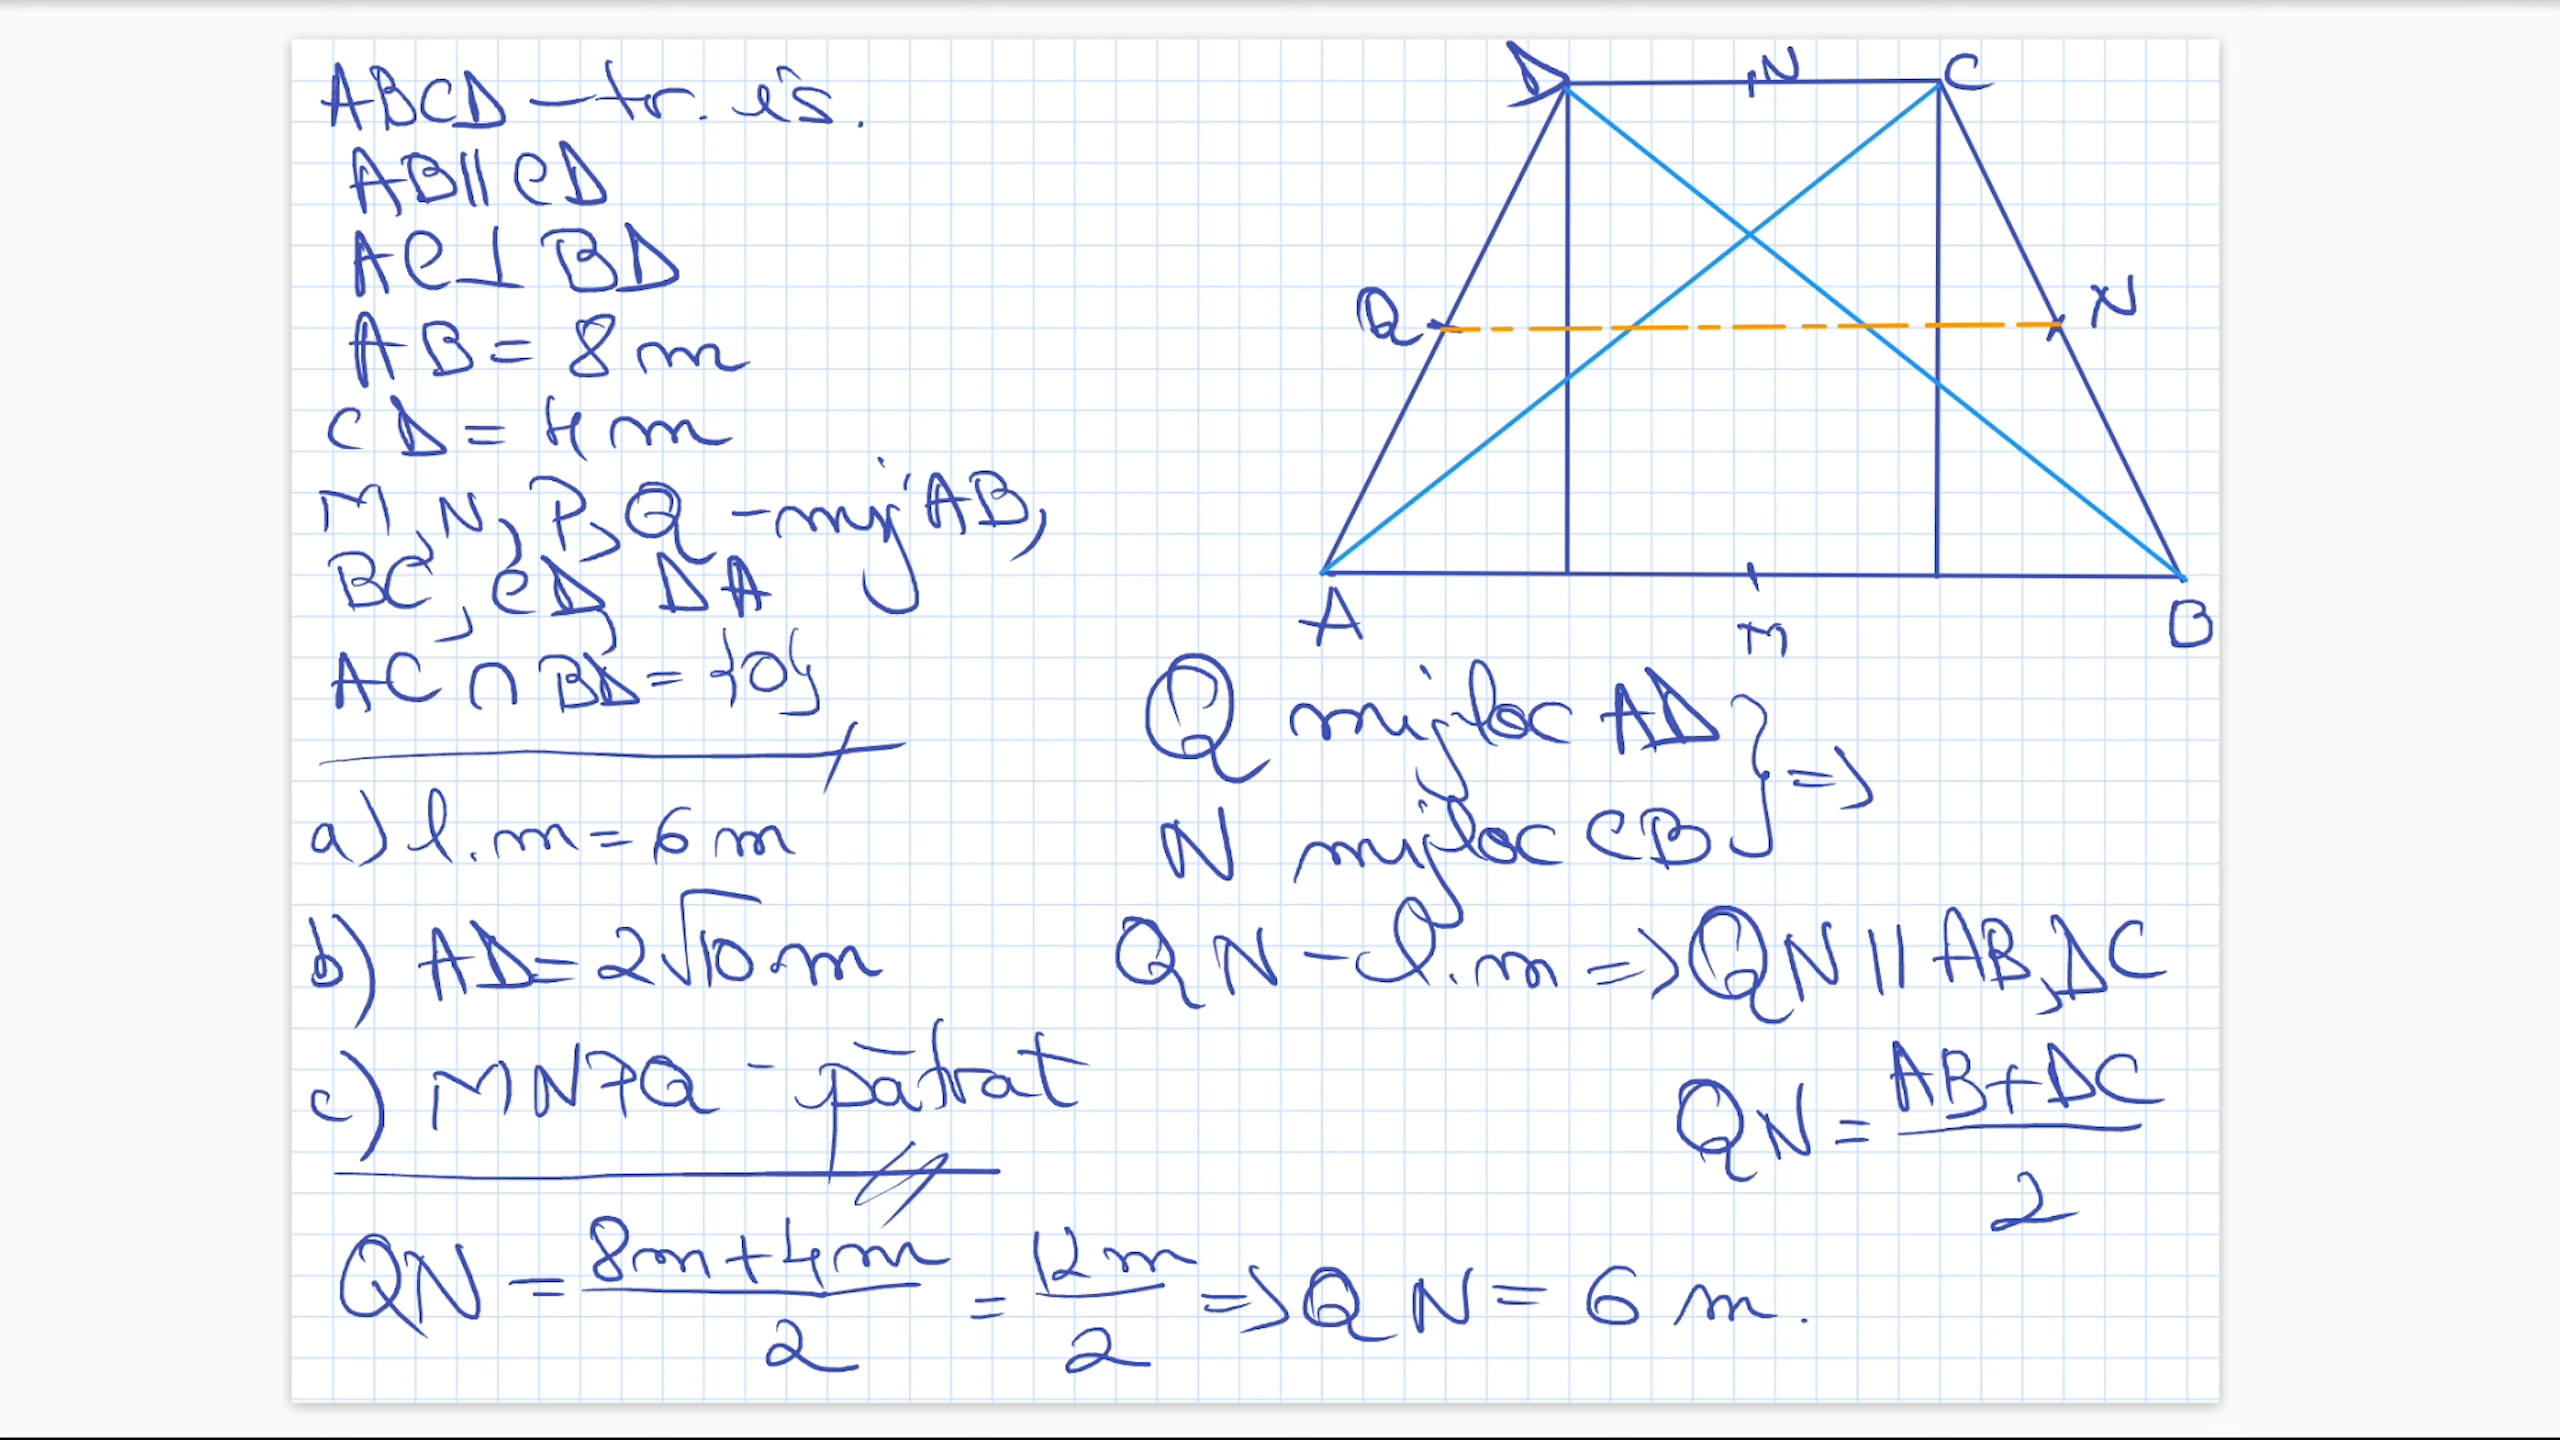 ABCD – tr. is.
AB ∥ CD
AC ⊥ BD
AB = 8 m
CD = 4 m
M, N, P, Q – mij AB,
BC, CD, DA
AC ∩ BD = {O}
a) l.m = 6 m
b) AD = 2√10 m
c) MNPQ – pătrat
D N C
Q N
A M B
Q mijloc AD
N mijloc CB } =>
QN – l.m => QN ∥ AB, DC
QN = (AB + DC) / 2
QN = (8m + 4m) / 2 = 12 m / 2 => QN = 6 m.